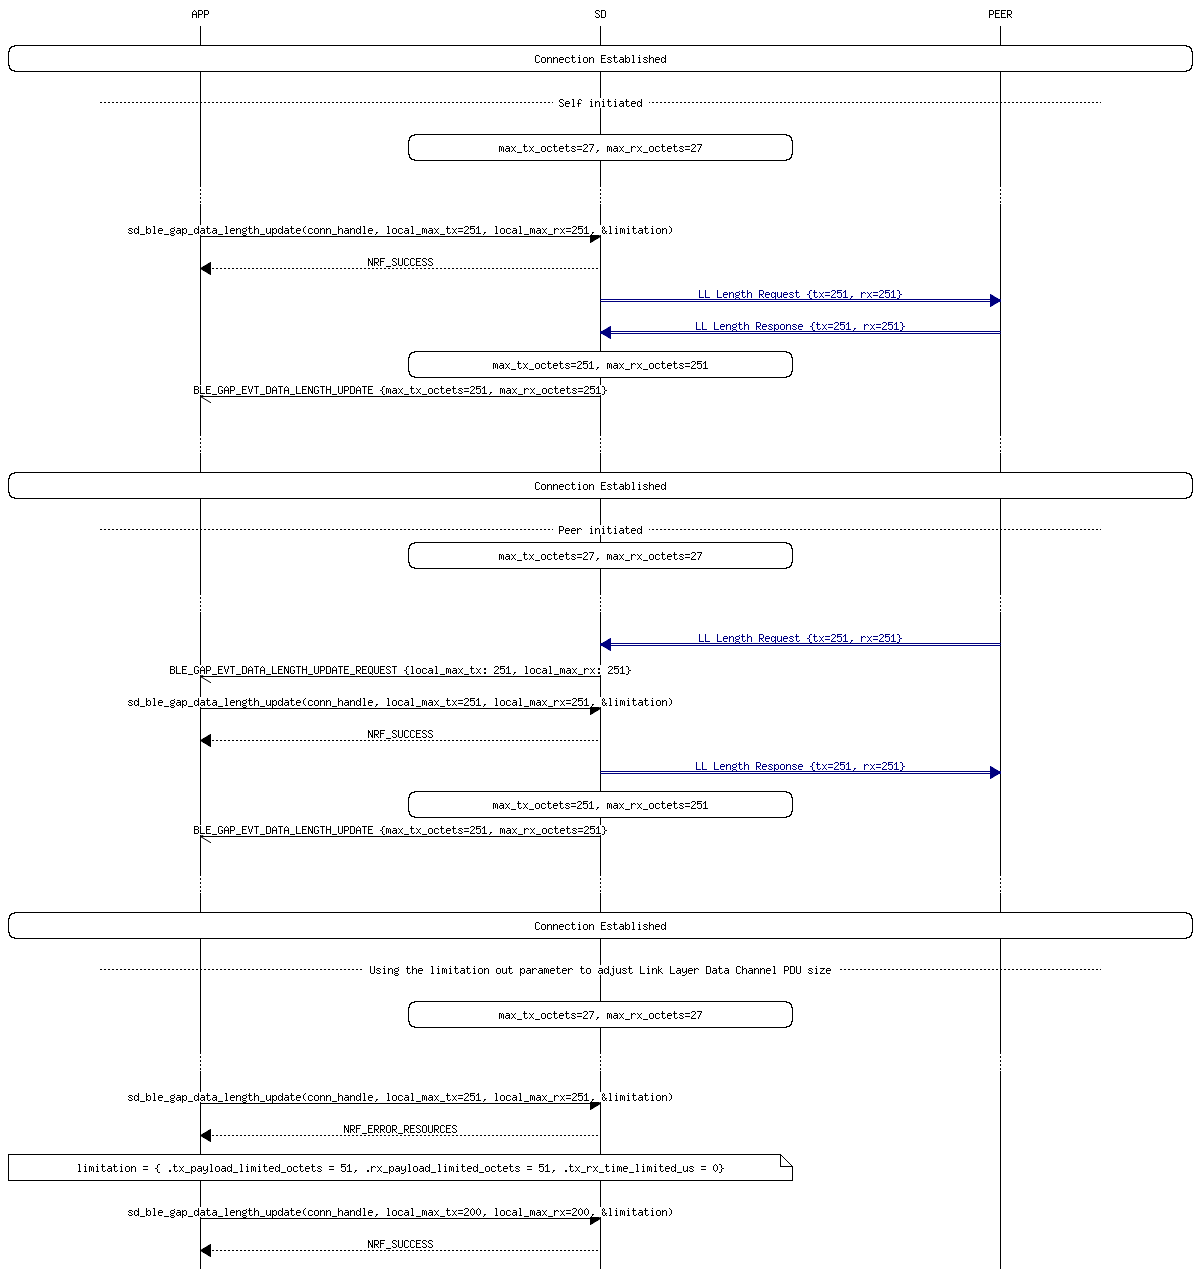 APP SD PEER
Connection Established
Self initiated
max_tx_octets=27, max_rx_octets=27
sd_ble_gap_data_length_update(conn_handle, local_max_tx=251, local_max_rx=251, &limitation)
NRF_SUCCESS
LL Length Request {tx=251, rx=251}
LL Length Response {tx=251, rx=251}
max_tx_octets=251, max_rx_octets=251
BLE_GAP_EVT_DATA_LENGTH_UPDATE {max_tx_octets=251, max_rx_octets=251}
Connection Established
Peer initiated
max_tx_octets=27, max_rx_octets=27
LL Length Request {tx=251, rx=251}
BLE_GAP_EVT_DATA_LENGTH_UPDATE_REQUEST {local_max_tx: 251, local_max_rx: 251}
sd_ble_gap_data_length_update(conn_handle, local_max_tx=251, local_max_rx=251, &limitation)
NRF_SUCCESS
LL Length Response {tx=251, rx=251}
max_tx_octets=251, max_rx_octets=251
BLE_GAP_EVT_DATA_LENGTH_UPDATE {max_tx_octets=251, max_rx_octets=251}
Connection Established
Using the limitation out parameter to adjust Link Layer Data Channel PDU size
max_tx_octets=27, max_rx_octets=27
sd_ble_gap_data_length_update(conn_handle, local_max_tx=251, local_max_rx=251, &limitation)
NRF_ERROR_RESOURCES
limitation = { .tx_payload_limited_octets = 51, .rx_payload_limited_octets = 51, .tx_rx_time_limited_us = 0}
sd_ble_gap_data_length_update(conn_handle, local_max_tx=200, local_max_rx=200, &limitation)
NRF_SUCCESS